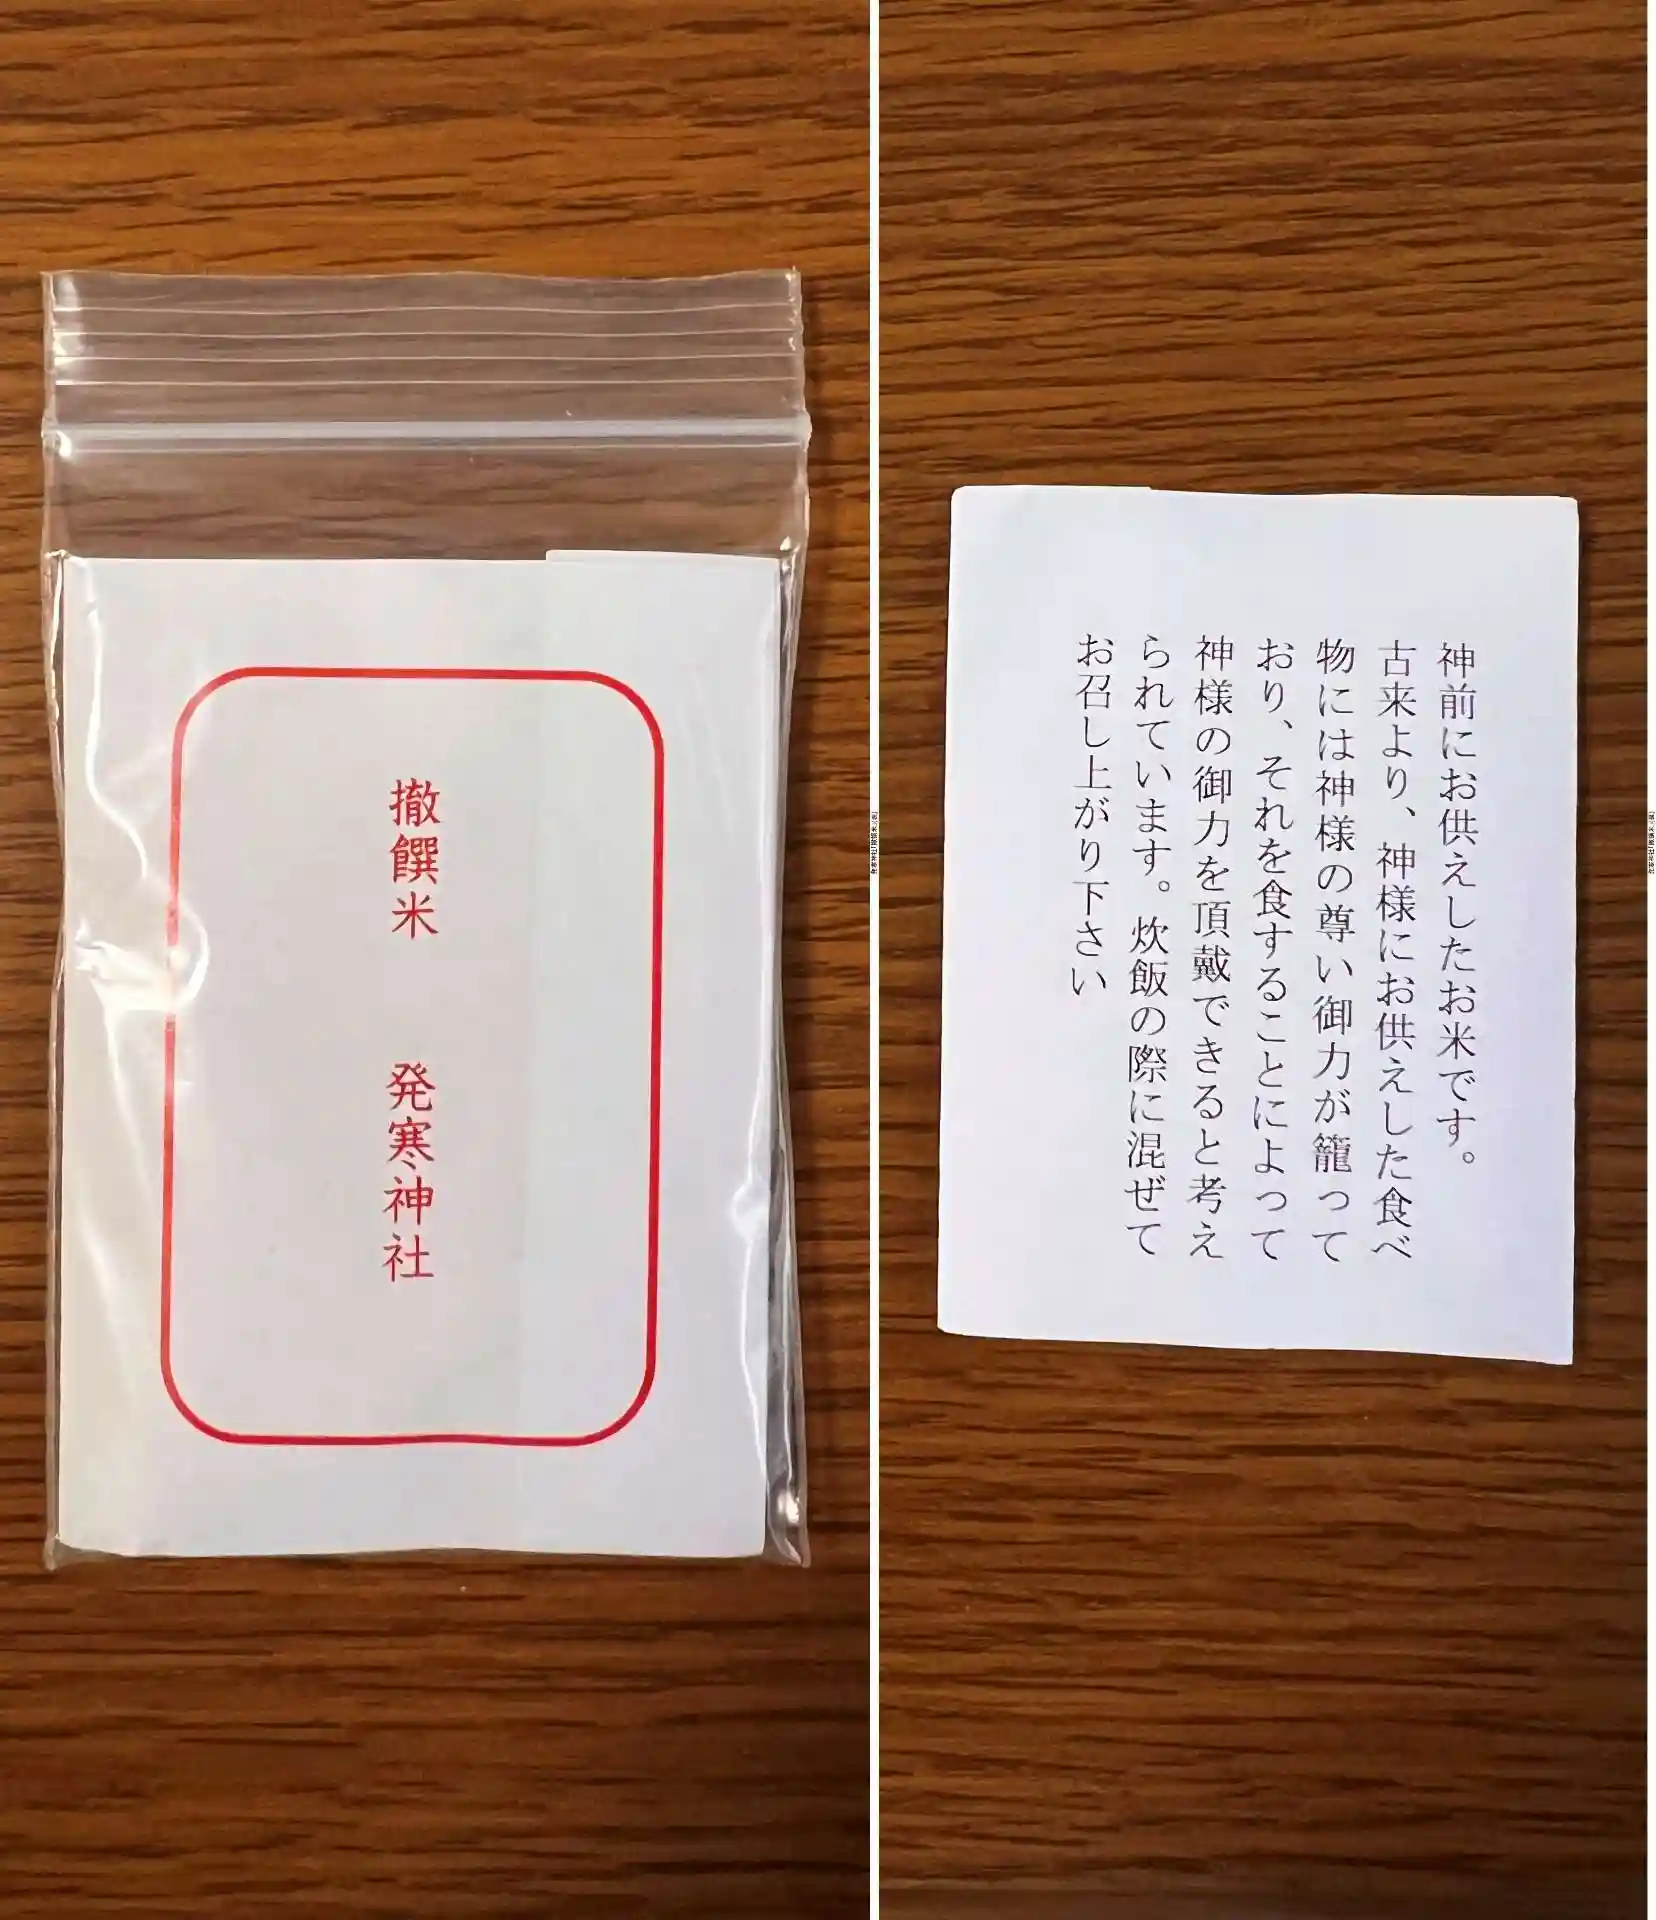 撤饌米　発寒神社
神前にお供えしたお米です。
古来より、神様にお供えした食べ
物には神様の尊い御力が籠って
おり、それを食することによって
神様の御力を頂戴できると考え
られています。炊飯の際に混ぜて
お召し上がり下さい